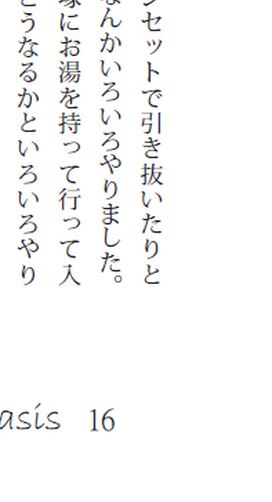 ンセットで引き抜いたりと
なんかいろいろやりました。
にお湯を持って行って入
こうなるかといろいろやり
asis 16